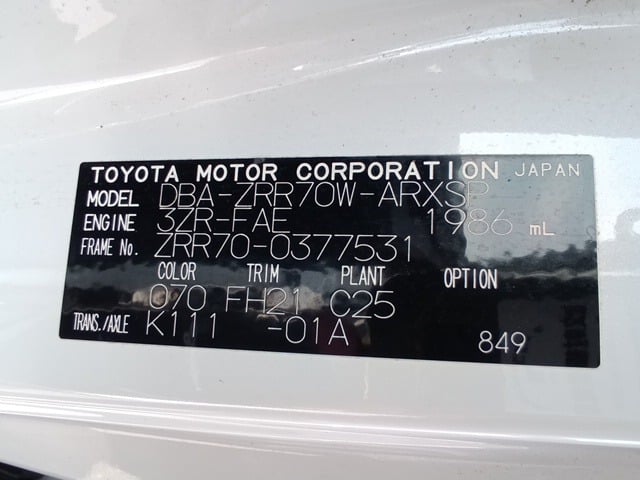 TOYOTA MOTOR CORPORATION JAPAN
MODEL DBA-ZRR70W-ARXSP
ENGINE 3ZR-FAE 1986 mL
FRAME No. ZRR70-0377531
COLOR TRIM PLANT OPTION
070 FH21 C25
TRANS./AXLE K111 -01A
849